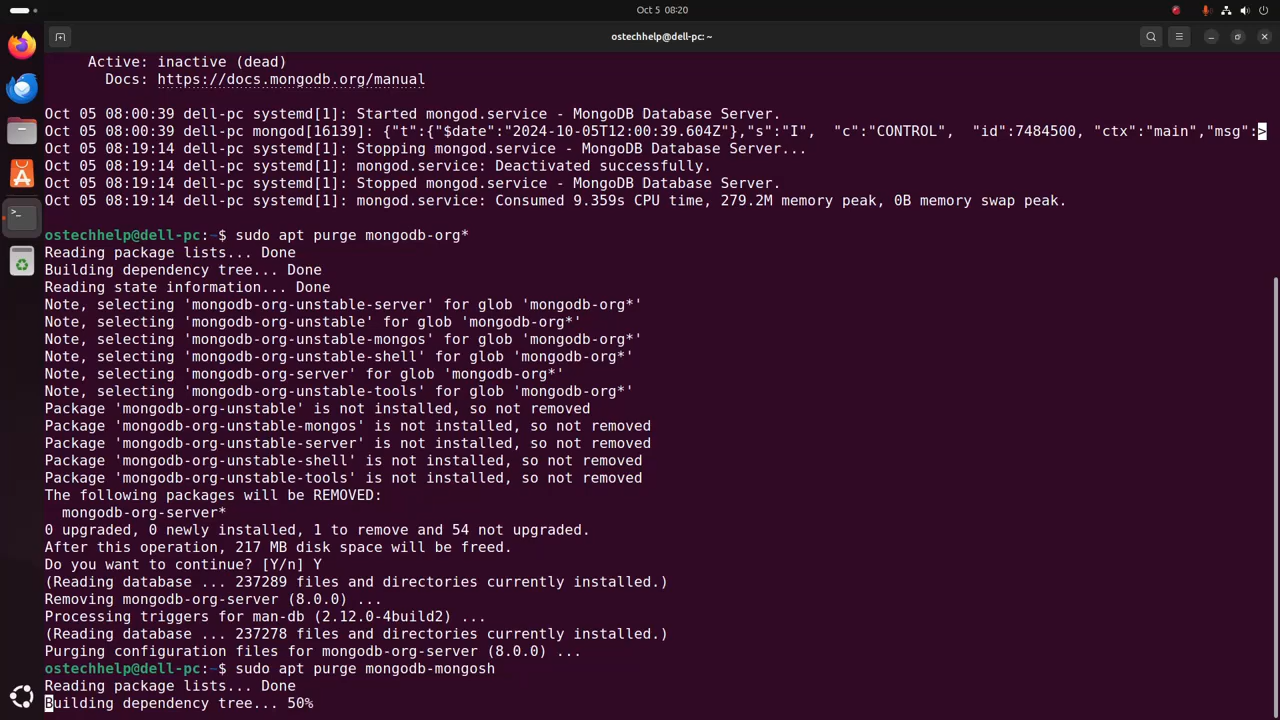 Oct 5 08:20
ostechhelp@dell-pc: ~
Active: inactive (dead)
Docs: https://docs.mongodb.org/manual
Oct 05 08:00:39 dell-pc systemd[1]: Started mongod.service - MongoDB Database Server.
Oct 05 08:00:39 dell-pc mongod[16139]: {"t":{"$date":"2024-10-05T12:00:39.604Z"},"s":"I",  "c":"CONTROL",  "id":7484500, "ctx":"main","msg":>
Oct 05 08:19:14 dell-pc systemd[1]: Stopping mongod.service - MongoDB Database Server...
Oct 05 08:19:14 dell-pc systemd[1]: mongod.service: Deactivated successfully.
Oct 05 08:19:14 dell-pc systemd[1]: Stopped mongod.service - MongoDB Database Server.
Oct 05 08:19:14 dell-pc systemd[1]: mongod.service: Consumed 9.359s CPU time, 279.2M memory peak, 0B memory swap peak.
ostechhelp@dell-pc:~$ sudo apt purge mongodb-org*
Reading package lists... Done
Building dependency tree... Done
Reading state information... Done
Note, selecting 'mongodb-org-unstable-server' for glob 'mongodb-org*'
Note, selecting 'mongodb-org-unstable' for glob 'mongodb-org*'
Note, selecting 'mongodb-org-unstable-mongos' for glob 'mongodb-org*'
Note, selecting 'mongodb-org-unstable-shell' for glob 'mongodb-org*'
Note, selecting 'mongodb-org-server' for glob 'mongodb-org*'
Note, selecting 'mongodb-org-unstable-tools' for glob 'mongodb-org*'
Package 'mongodb-org-unstable' is not installed, so not removed
Package 'mongodb-org-unstable-mongos' is not installed, so not removed
Package 'mongodb-org-unstable-server' is not installed, so not removed
Package 'mongodb-org-unstable-shell' is not installed, so not removed
Package 'mongodb-org-unstable-tools' is not installed, so not removed
The following packages will be REMOVED:
mongodb-org-server*
0 upgraded, 0 newly installed, 1 to remove and 54 not upgraded.
After this operation, 217 MB disk space will be freed.
Do you want to continue? [Y/n] Y
(Reading database ... 237289 files and directories currently installed.)
Removing mongodb-org-server (8.0.0) ...
Processing triggers for man-db (2.12.0-4build2) ...
(Reading database ... 237278 files and directories currently installed.)
Purging configuration files for mongodb-org-server (8.0.0) ...
ostechhelp@dell-pc:~$ sudo apt purge mongodb-mongosh
Reading package lists... Done
Building dependency tree... 50%